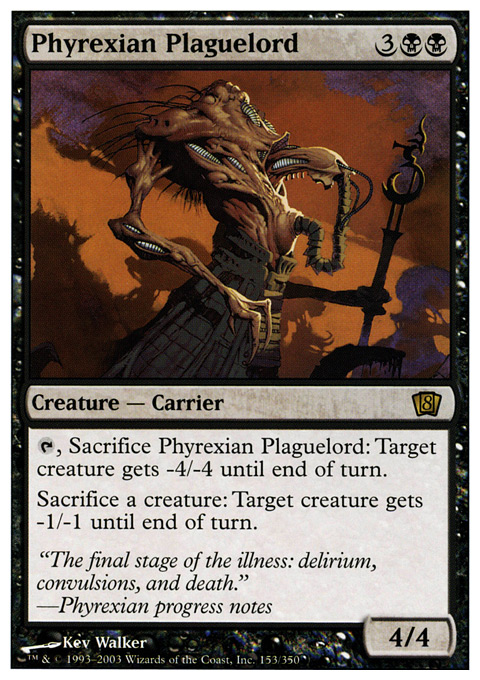 Phyrexian Plaguelord 3
Creature — Carrier 8
, Sacrifice Phyrexian Plaguelord: Target
creature gets -4/-4 until end of turn.
Sacrifice a creature: Target creature gets
-1/-1 until end of turn.
“The final stage of the illness: delirium,
convulsions, and death.”
—Phyrexian progress notes
Kev Walker
™ & © 1993–2003 Wizards of the Coast, Inc. 153/350
4/4